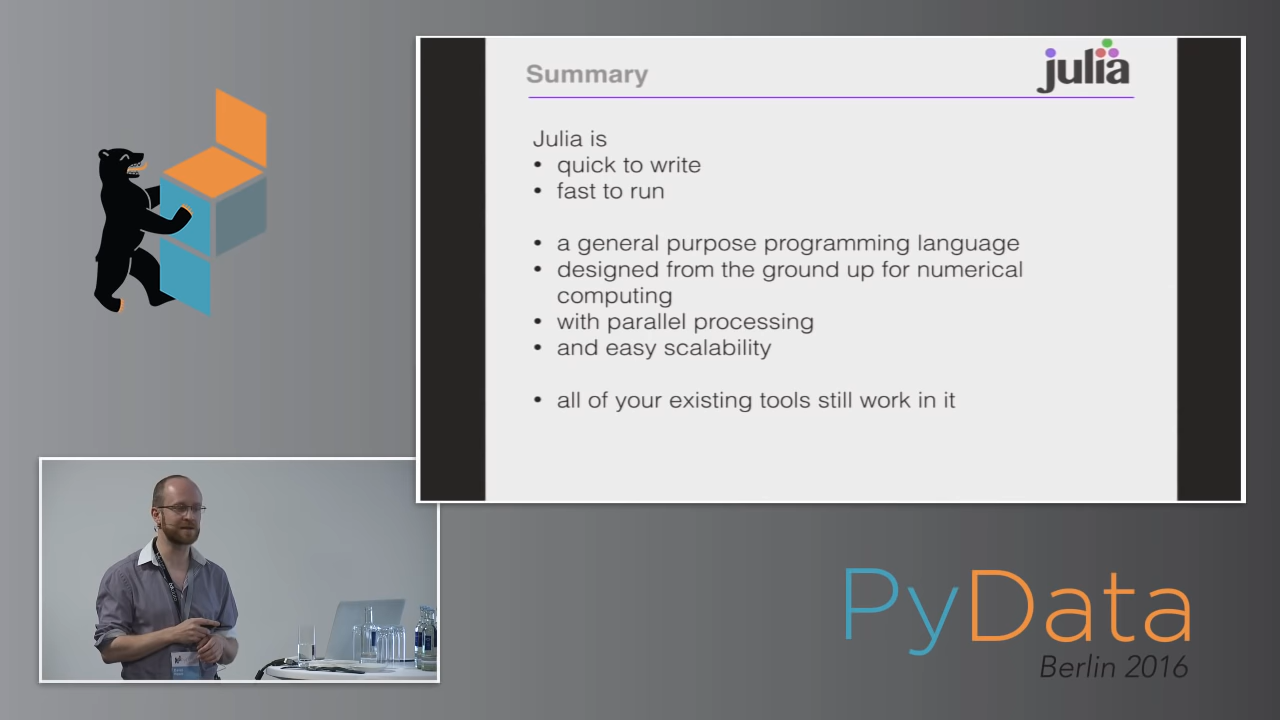 Summary
julia
Julia is
• quick to write
• fast to run
• a general purpose programming language
• designed from the ground up for numerical
computing
• with parallel processing
• and easy scalability
• all of your existing tools still work in it
PyData
Berlin 2016